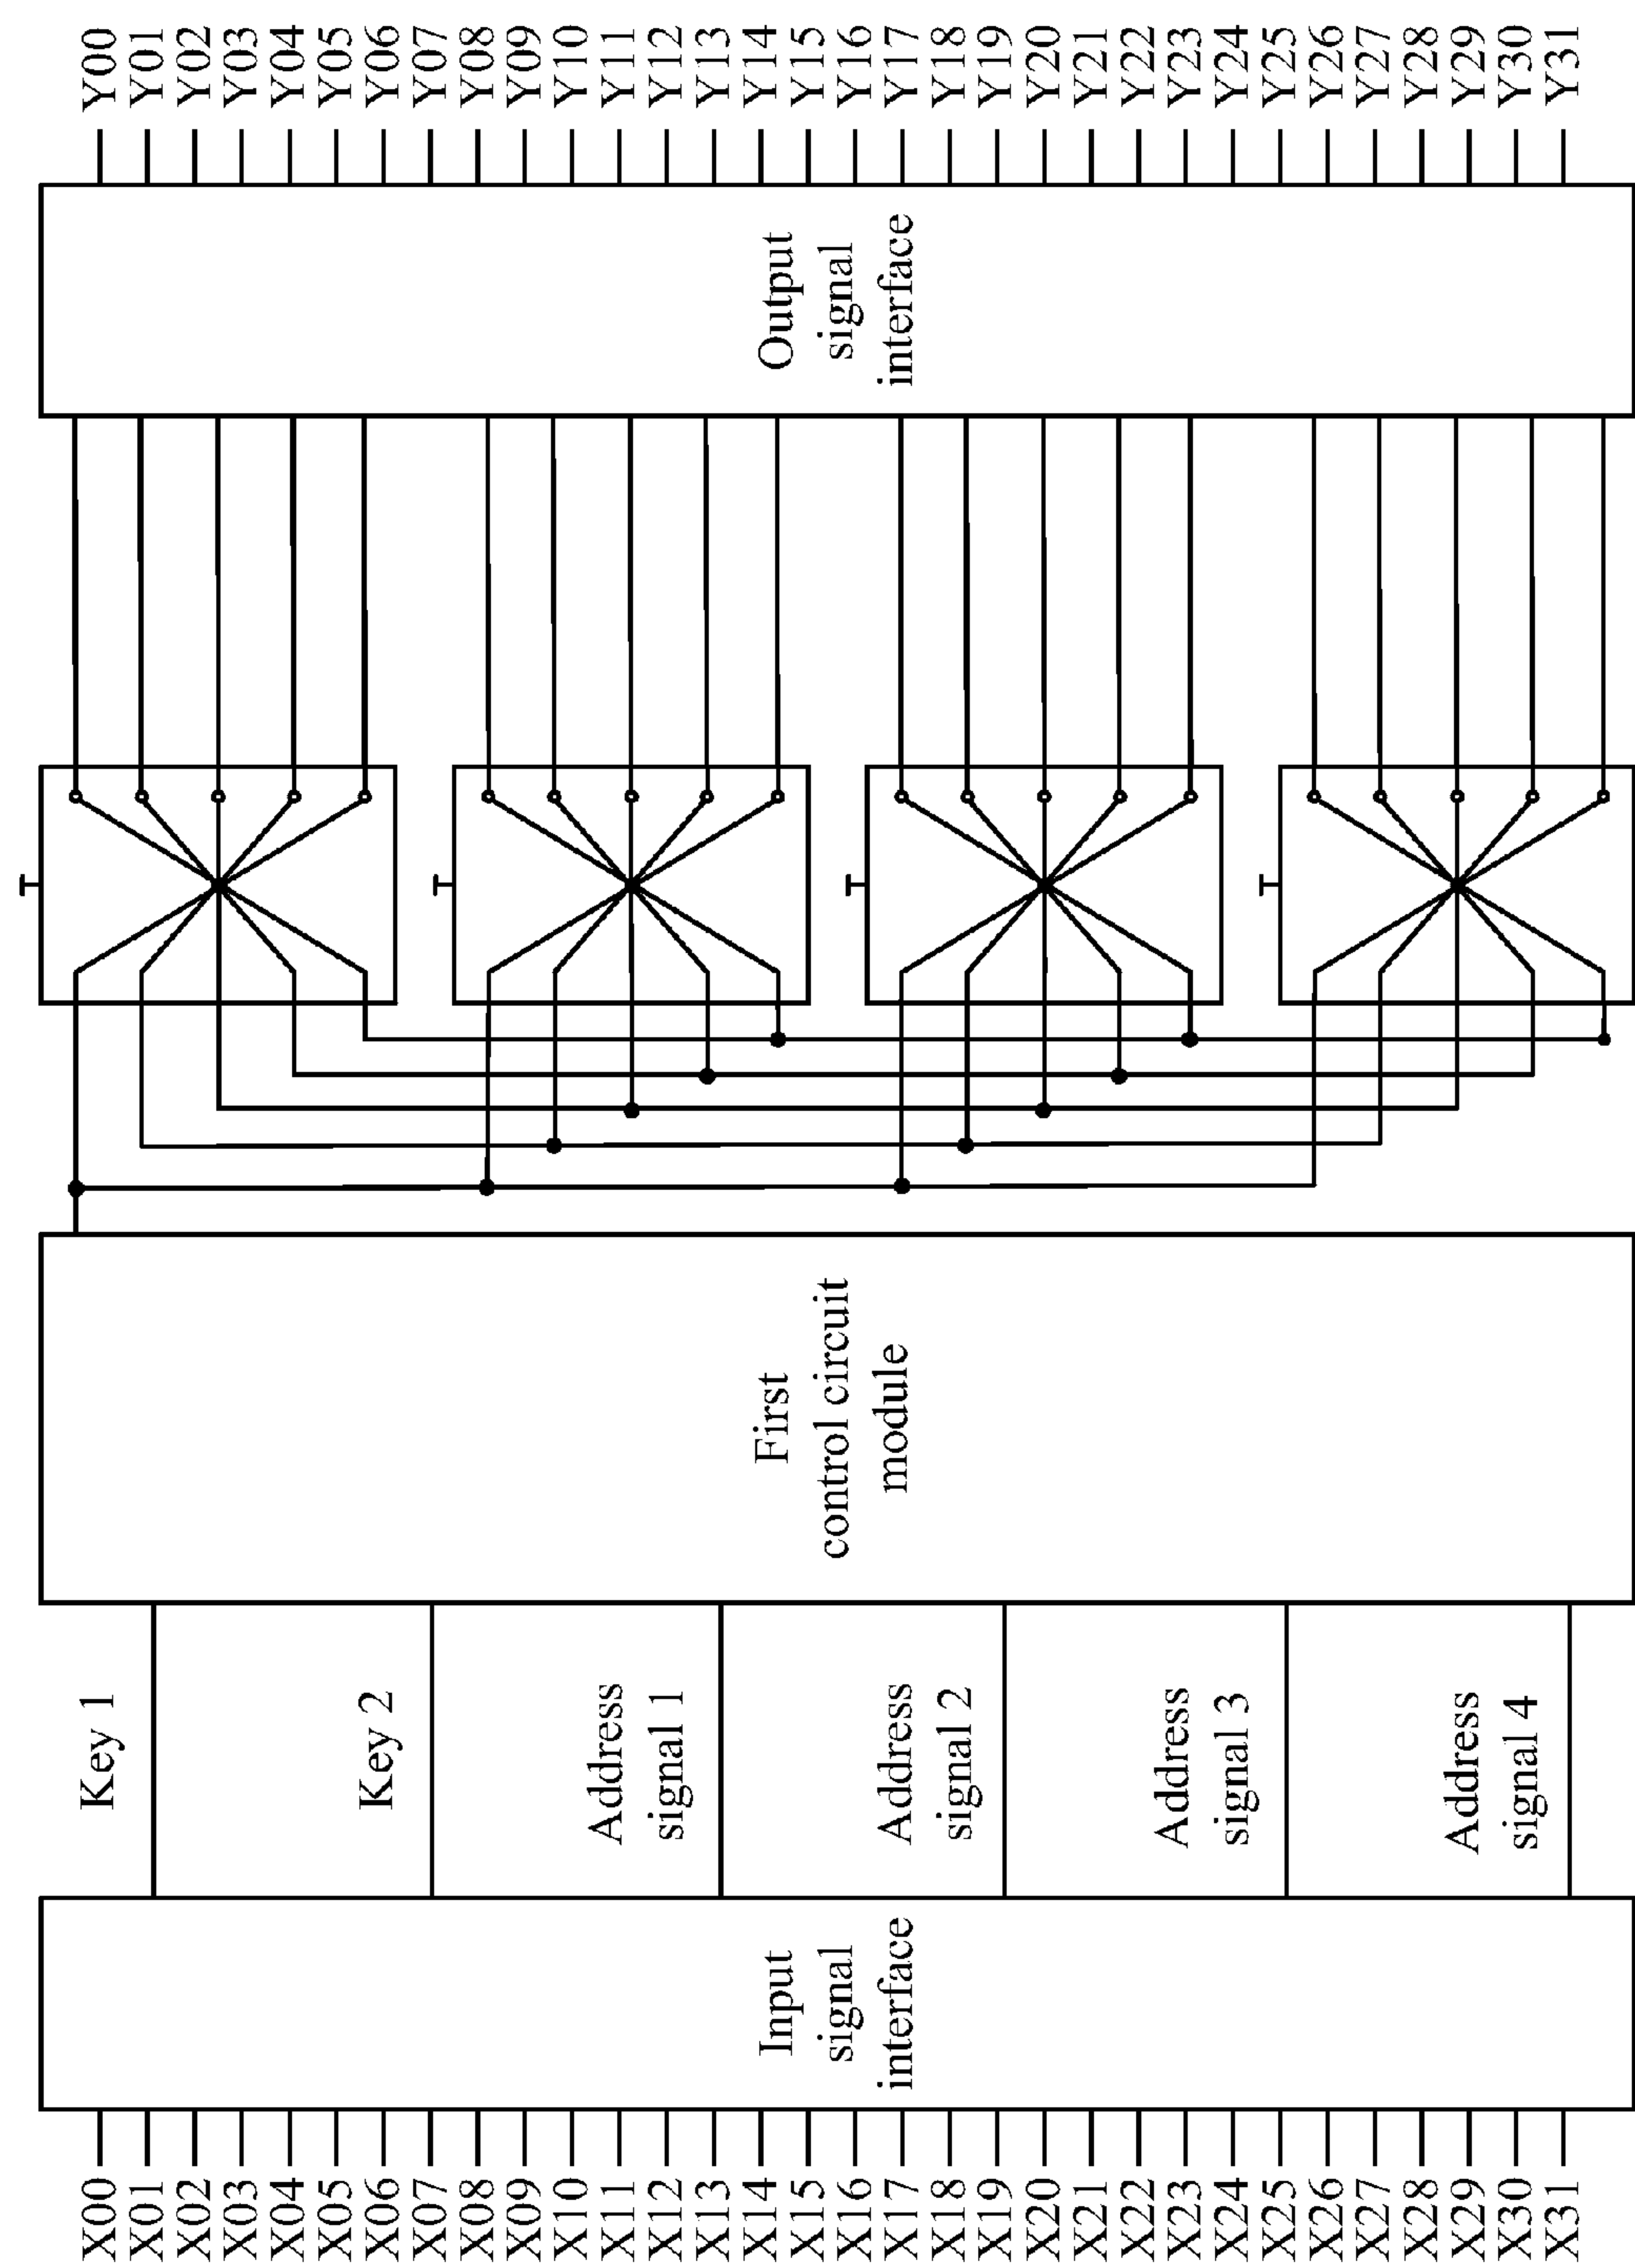 Y00
Y01
Y02
Y03
Y04
Y05
Y06
Y07
Y08
Y09
Y10
Y11
Y12
Y13
Y14
Y15
Y16
Y17
Y18
Y19
Y20
Y21
Y22
Y23
Y24
Y25
Y26
Y27
Y28
Y29
Y30
Y31
Output
signal
interface
First
control circuit
module
Key 1
Key 2
Address
signal 1
Address
signal 2
Address
signal 3
Address
signal 4
Input
signal
interface
X00
X01
X02
X03
X04
X05
X06
X07
X08
X09
X10
X11
X12
X13
X14
X15
X16
X17
X18
X19
X20
X21
X22
X23
X24
X25
X26
X27
X28
X29
X30
X31